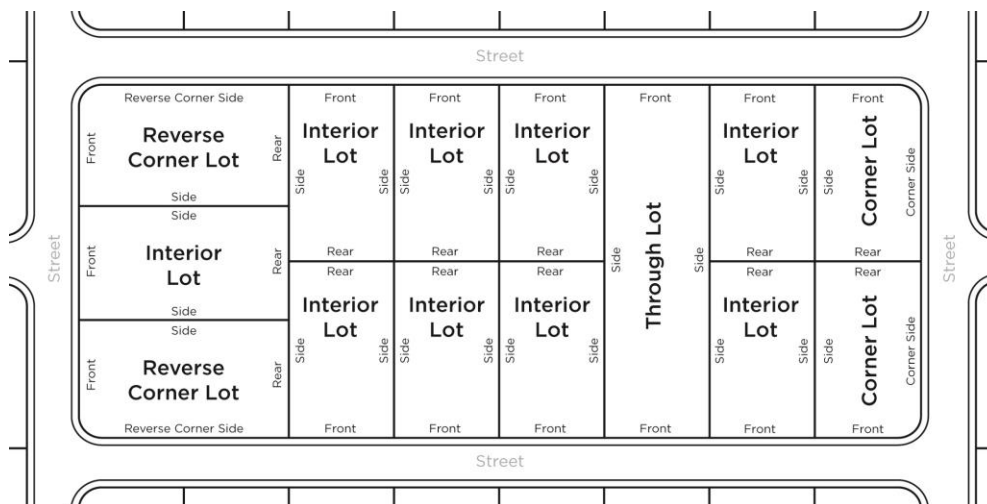 Street
Reverse Corner Side
Front
Reverse
Corner Lot
Rear
Side
Side
Front
Interior
Lot
Rear
Side
Side
Front
Reverse
Corner Lot
Rear
Reverse Corner Side
Front
Interior
Lot
Side
Side
Rear
Front
Interior
Lot
Side
Side
Rear
Front
Interior
Lot
Side
Side
Rear
Front
Side
Through Lot
Side
Front
Front
Interior
Lot
Side
Side
Rear
Front
Side
Corner Lot
Corner Side
Rear
Rear
Interior
Lot
Side
Side
Front
Rear
Interior
Lot
Side
Side
Front
Rear
Interior
Lot
Side
Side
Front
Rear
Interior
Lot
Side
Side
Front
Rear
Side
Corner Lot
Corner Side
Front
Street
Street
Street